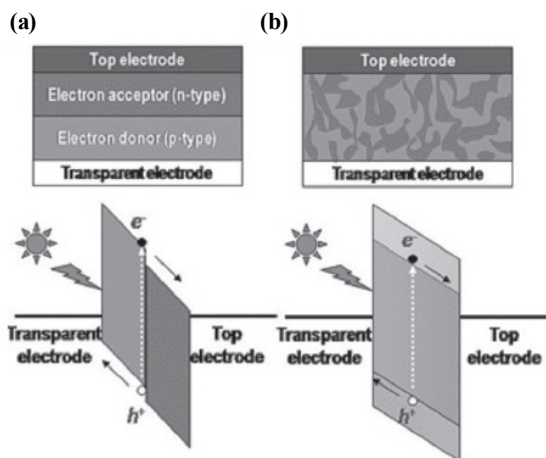 (a)
Top electrode
Electron acceptor (n-type)
Electron donor (p-type)
Transparent electrode
e-
Transparent
electrode
Top
electrode
h+
(b)
Top electrode
Transparent electrode
e-
Transparent
electrode
Top
electrode
h+